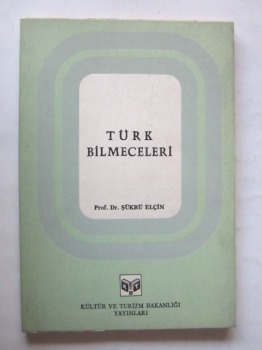 TÜRK
BİLMECELERİ
Prof. Dr. ŞÜKRÜ ELÇİN
KÜLTÜR VE TURİZM BAKANLIĞI
YAYINLARI